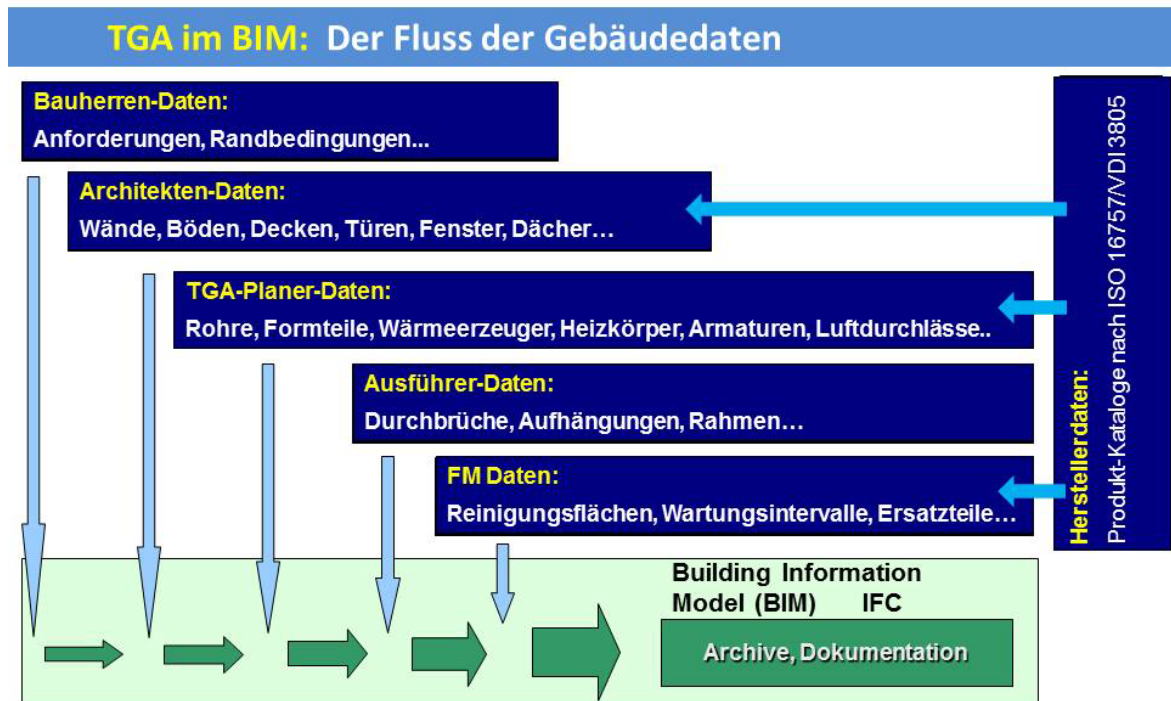 TGA im BIM: Der Fluss der Gebäudedaten
Bauherren-Daten:
Anforderungen, Randbedingungen...
Architekten-Daten:
Wände, Böden, Decken, Türen, Fenster, Dächer…
TGA-Planer-Daten:
Rohre, Formteile, Wärmeerzeuger, Heizkörper, Armaturen, Luftdurchlässe..
Ausführer-Daten:
Durchbrüche, Aufhängungen, Rahmen…
FM Daten:
Reinigungsflächen, Wartungsintervalle, Ersatzteile…
Herstellerdaten:
Produkt-Kataloge nach ISO 16757/VDI 3805
Building Information
Model (BIM) IFC
Archive, Dokumentation